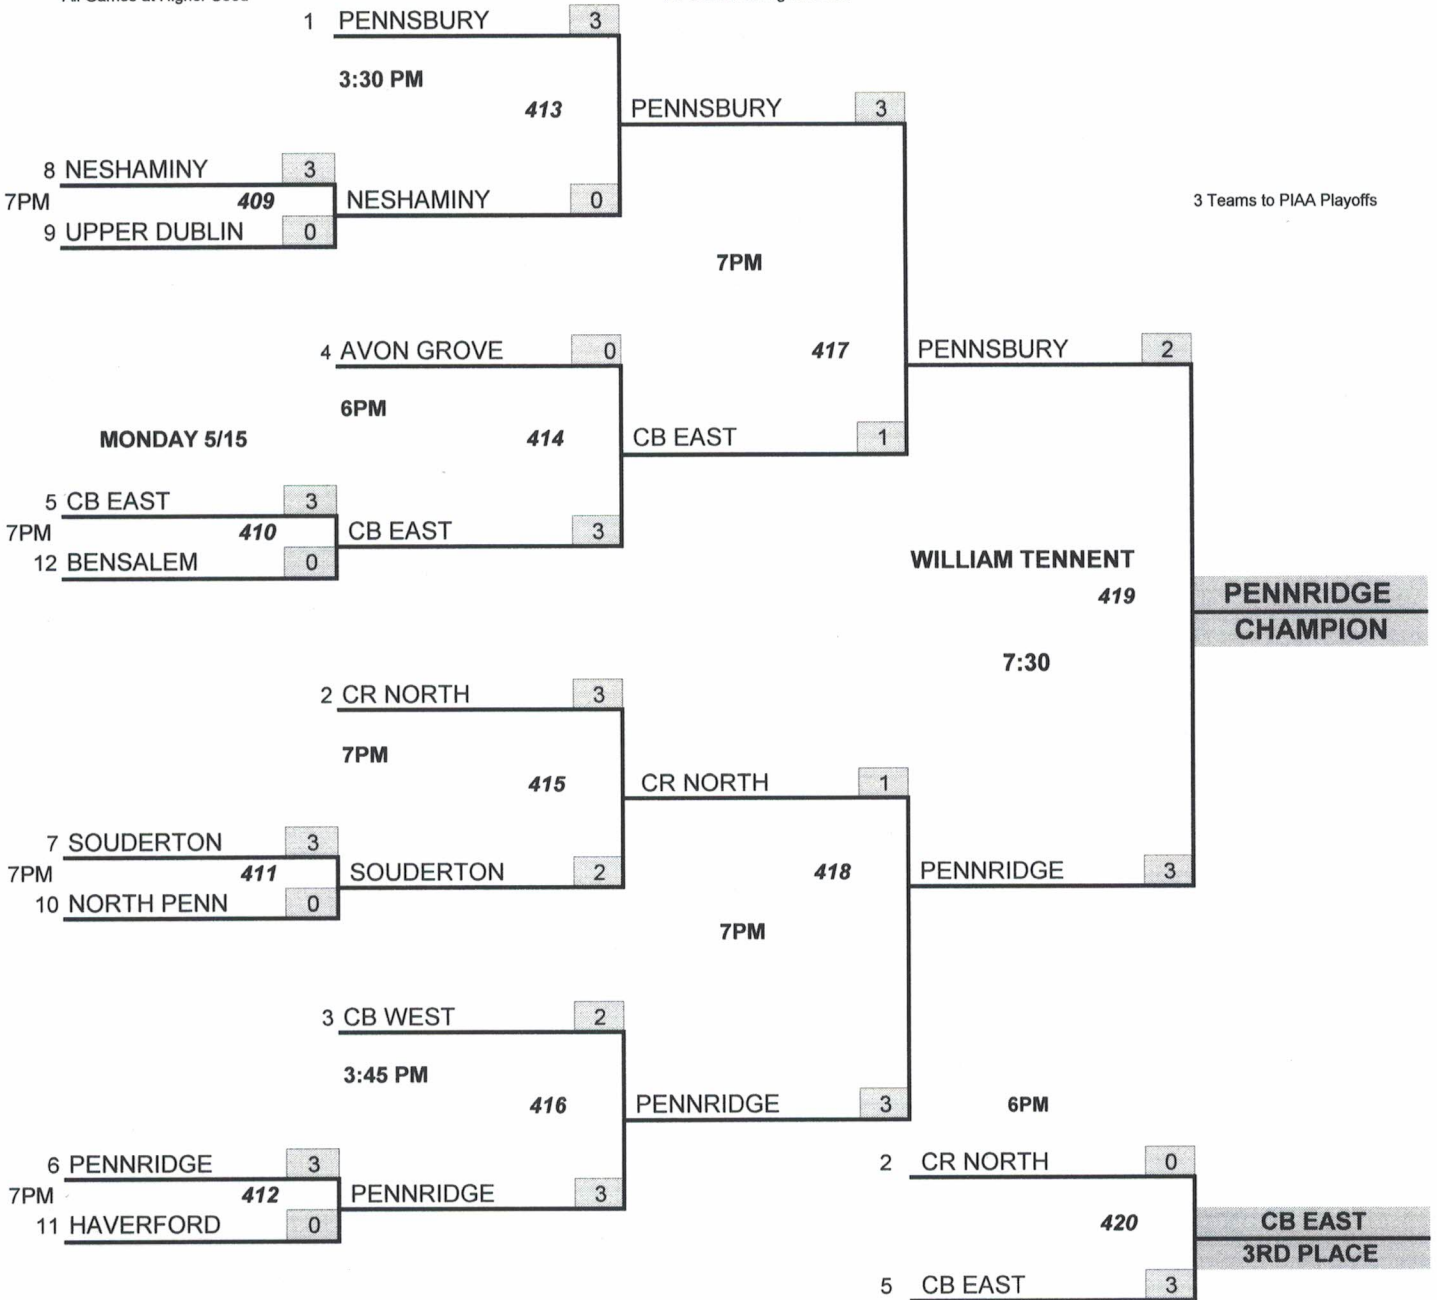 1 PENNSBURY 3
3:30 PM
413
PENNSBURY 3
8 NESHAMINY 3
7PM 409 NESHAMINY 0
3 Teams to PIAA Playoffs
9 UPPER DUBLIN 0
7PM
4 AVON GROVE 0
417 PENNSBURY 2
6PM
MONDAY 5/15
414 CB EAST 1
5 CB EAST 3
7PM 410 CB EAST 3
12 BENSALEM 0
WILLIAM TENNENT
419
PENNRIDGE
CHAMPION
7:30
2 CR NORTH 3
7PM
415 CR NORTH 1
7 SOUDERTON 3
7PM 411 SOUDERTON 2
418 PENNRIDGE 3
10 NORTH PENN 0
7PM
3 CB WEST 2
3:45 PM
416 PENNRIDGE 3
6PM
6 PENNRIDGE 3
2 CR NORTH 0
7PM 412 PENNRIDGE 3
11 HAVERFORD 0
420 CB EAST
3RD PLACE
5 CB EAST 3